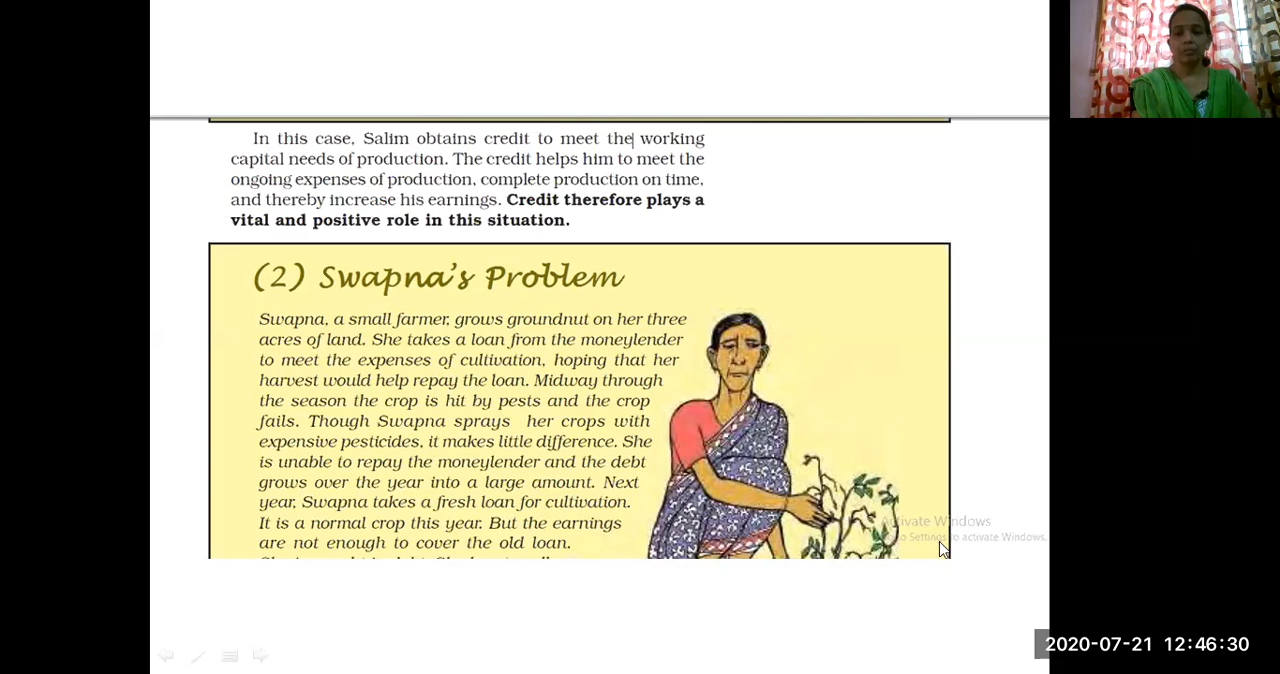 In this case, Salim obtains credit to meet the working
capital needs of production. The credit helps him to meet the
ongoing expenses of production, complete production on time,
and thereby increase his earnings. Credit therefore plays a
vital and positive role in this situation.
(2) Swapna's Problem
Swapna, a small farmer, grows groundnut on her three
acres of land. She takes a loan from the moneylender
to meet the expenses of cultivation, hoping that her
harvest would help repay the loan. Midway through
the season the crop is hit by pests and the crop
fails. Though Swapna sprays her crops with
expensive pesticides, it makes little difference. She
is unable to repay the moneylender and the debt
grows over the year into a large amount. Next
year, Swapna takes a fresh loan for cultivation.
It is a normal crop this year. But the earnings
are not enough to cover the old loan.
Activate Windows
Go to Settings to activate Windows.
2020-07-21 12:46:30